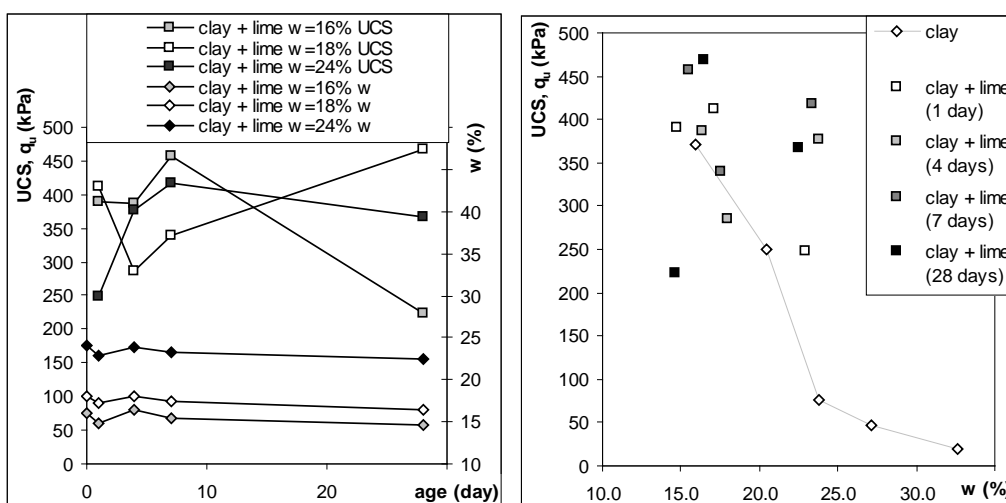 clay + lime w=16% UCS
clay + lime w=18% UCS
clay + lime w=24% UCS
clay + lime w=16% w
clay + lime w=18% w
clay + lime w=24% w
UCS, qu (kPa)
w (%)
500
450
400
350
300
250
200
150
100
50
0
40
35
30
25
20
15
10
0
10
20
age (day)
UCS, qu (kPa)
500
450
400
350
300
250
200
150
100
50
0
10.0
15.0
20.0
25.0
30.0
w (%
clay
clay + lime
(1 day)
clay + lime
(4 days)
clay + lime
(7 days)
clay + lime
(28 days)